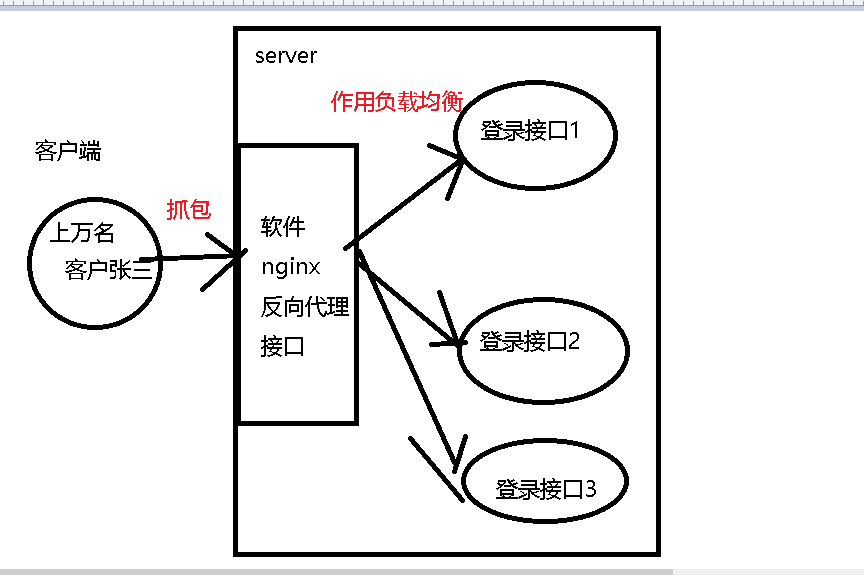 server
作用负载均衡
登录接口1
客户端
抓包
上万名
客户张三
软件
nginx
反向代理
接口
登录接口2
登录接口3